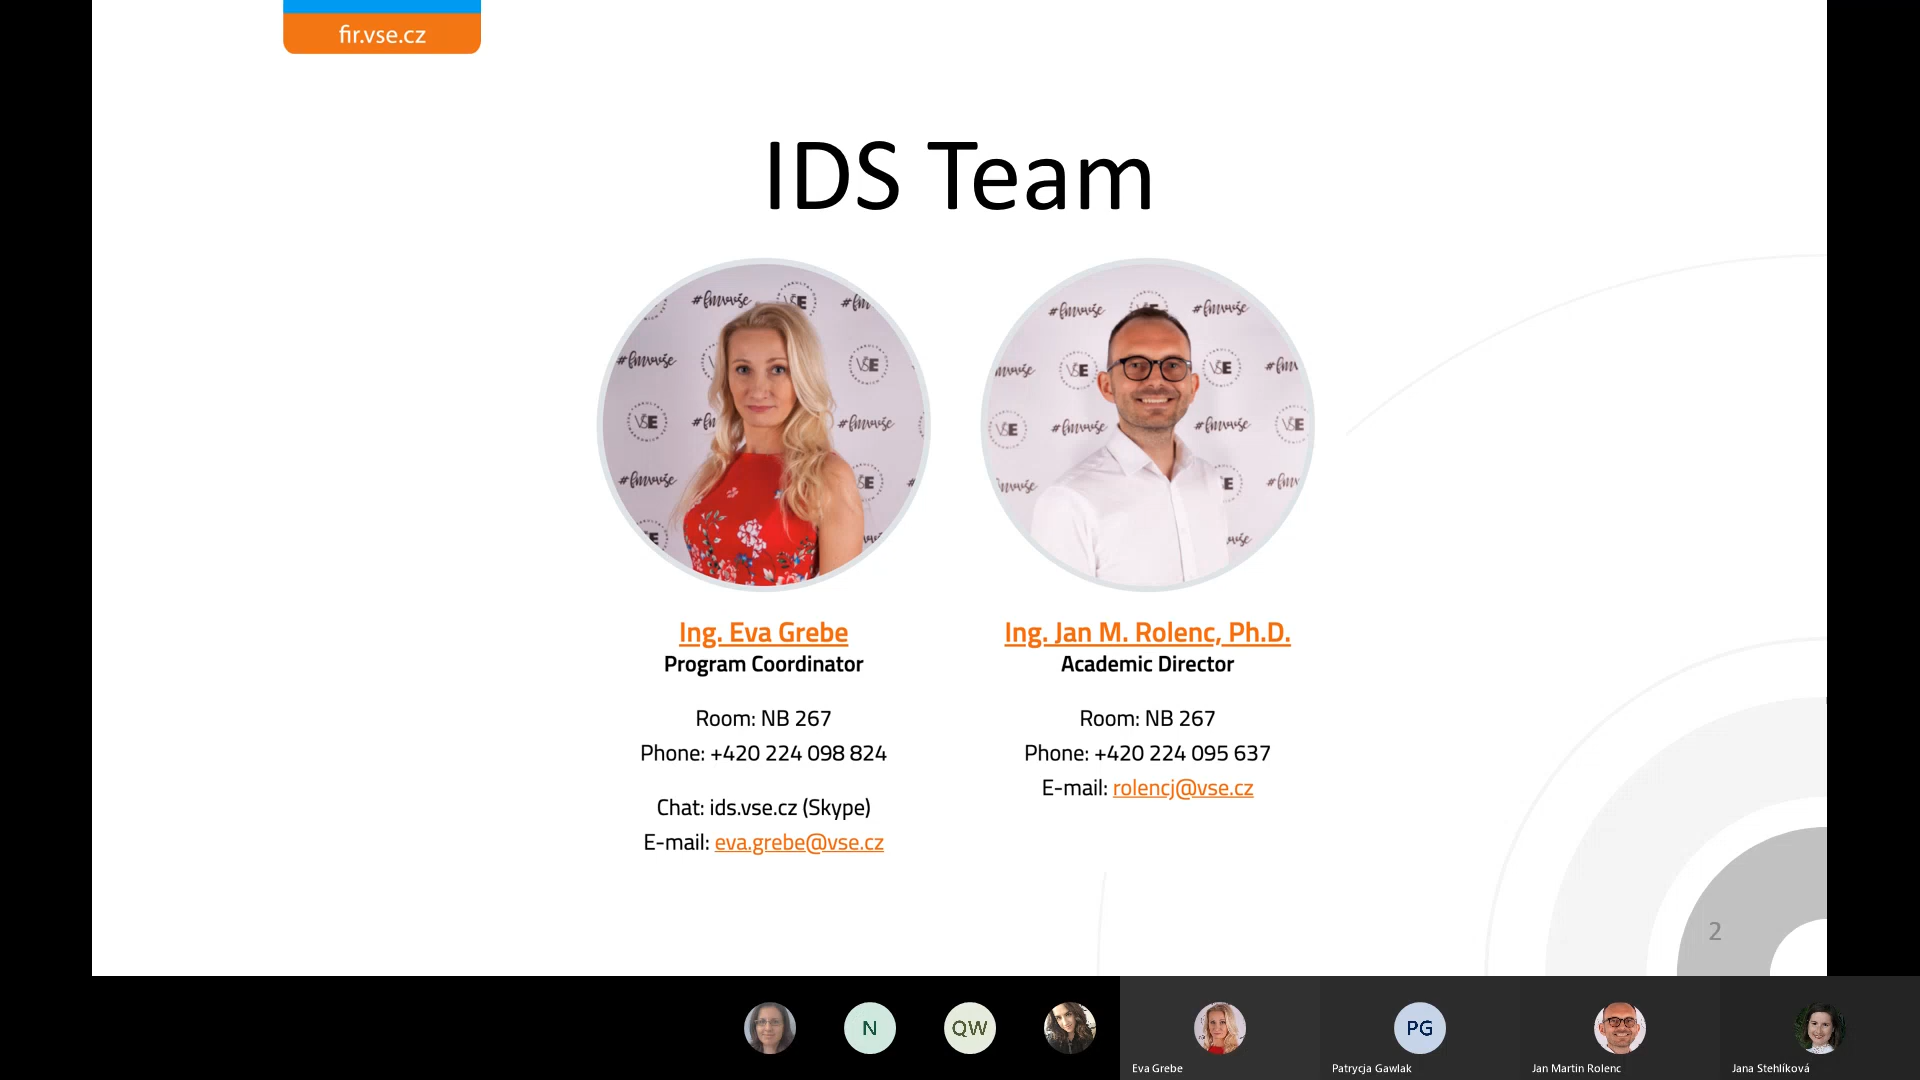 fir.vse.cz
IDS Team
#fmvvše
VŠE
Ing. Eva Grebe
Program Coordinator
Room: NB 267
Phone: +420 224 098 824
Chat: ids.vse.cz (Skype)
E-mail: eva.grebe@vse.cz
Ing. Jan M. Rolenc, Ph.D.
Academic Director
Room: NB 267
Phone: +420 224 095 637
E-mail: rolencj@vse.cz
2
N
QW
PG
Eva Grebe
Patrycja Gawlak
Jan Martin Rolenc
Jana Stehlíková